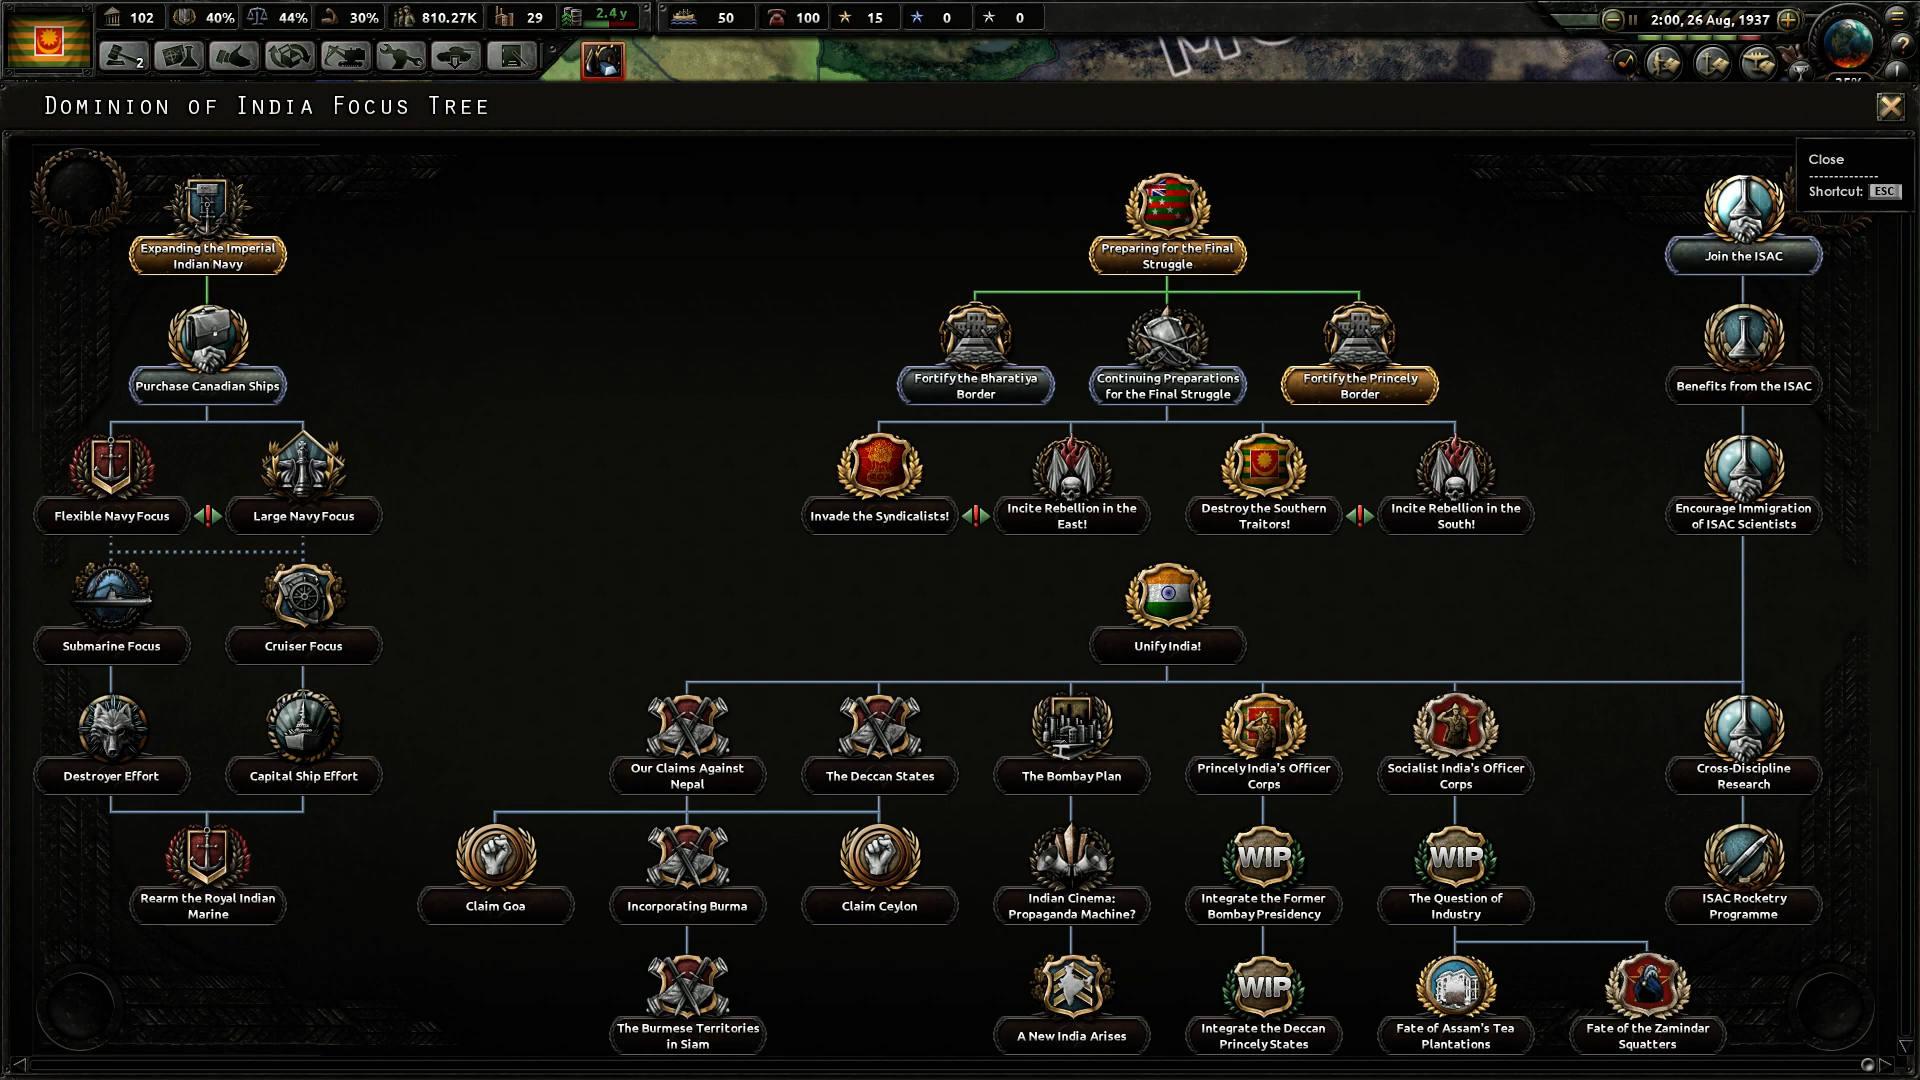 102
40%
44%
30%
810.27K
29
2.4 y
50
100
15
0
0
2:00, 26 Aug, 1937
2
Dominion of India Focus Tree
Close
--------------
Shortcut: ESC
Expanding the Imperial
Indian Navy
Preparing for the Final
Struggle
Join the ISAC
Purchase Canadian Ships
Fortify the Bharatiya
Border
Continuing Preparations
for the Final Struggle
Fortify the Princely
Border
Benefits from the ISAC
Flexible Navy Focus
Large Navy Focus
Invade the Syndicalists!
Incite Rebellion in the
East!
Destroy the Southern
Traitors!
Incite Rebellion in the
South!
Encourage Immigration
of ISAC Scientists
Submarine Focus
Cruiser Focus
Unify India!
Destroyer Effort
Capital Ship Effort
Our Claims Against
Nepal
The Deccan States
The Bombay Plan
Princely India's Officer
Corps
Socialist India's Officer
Corps
Cross-Discipline
Research
WIP
WIP
Rearm the Royal Indian
Marine
Claim Goa
Incorporating Burma
Claim Ceylon
Indian Cinema:
Propaganda Machine?
Integrate the Former
Bombay Presidency
The Question of
Industry
ISAC Rocketry
Programme
WIP
The Burmese Territories
in Siam
A New India Arises
Integrate the Deccan
Princely States
Fate of Assam's Tea
Plantations
Fate of the Zamindar
Squatters